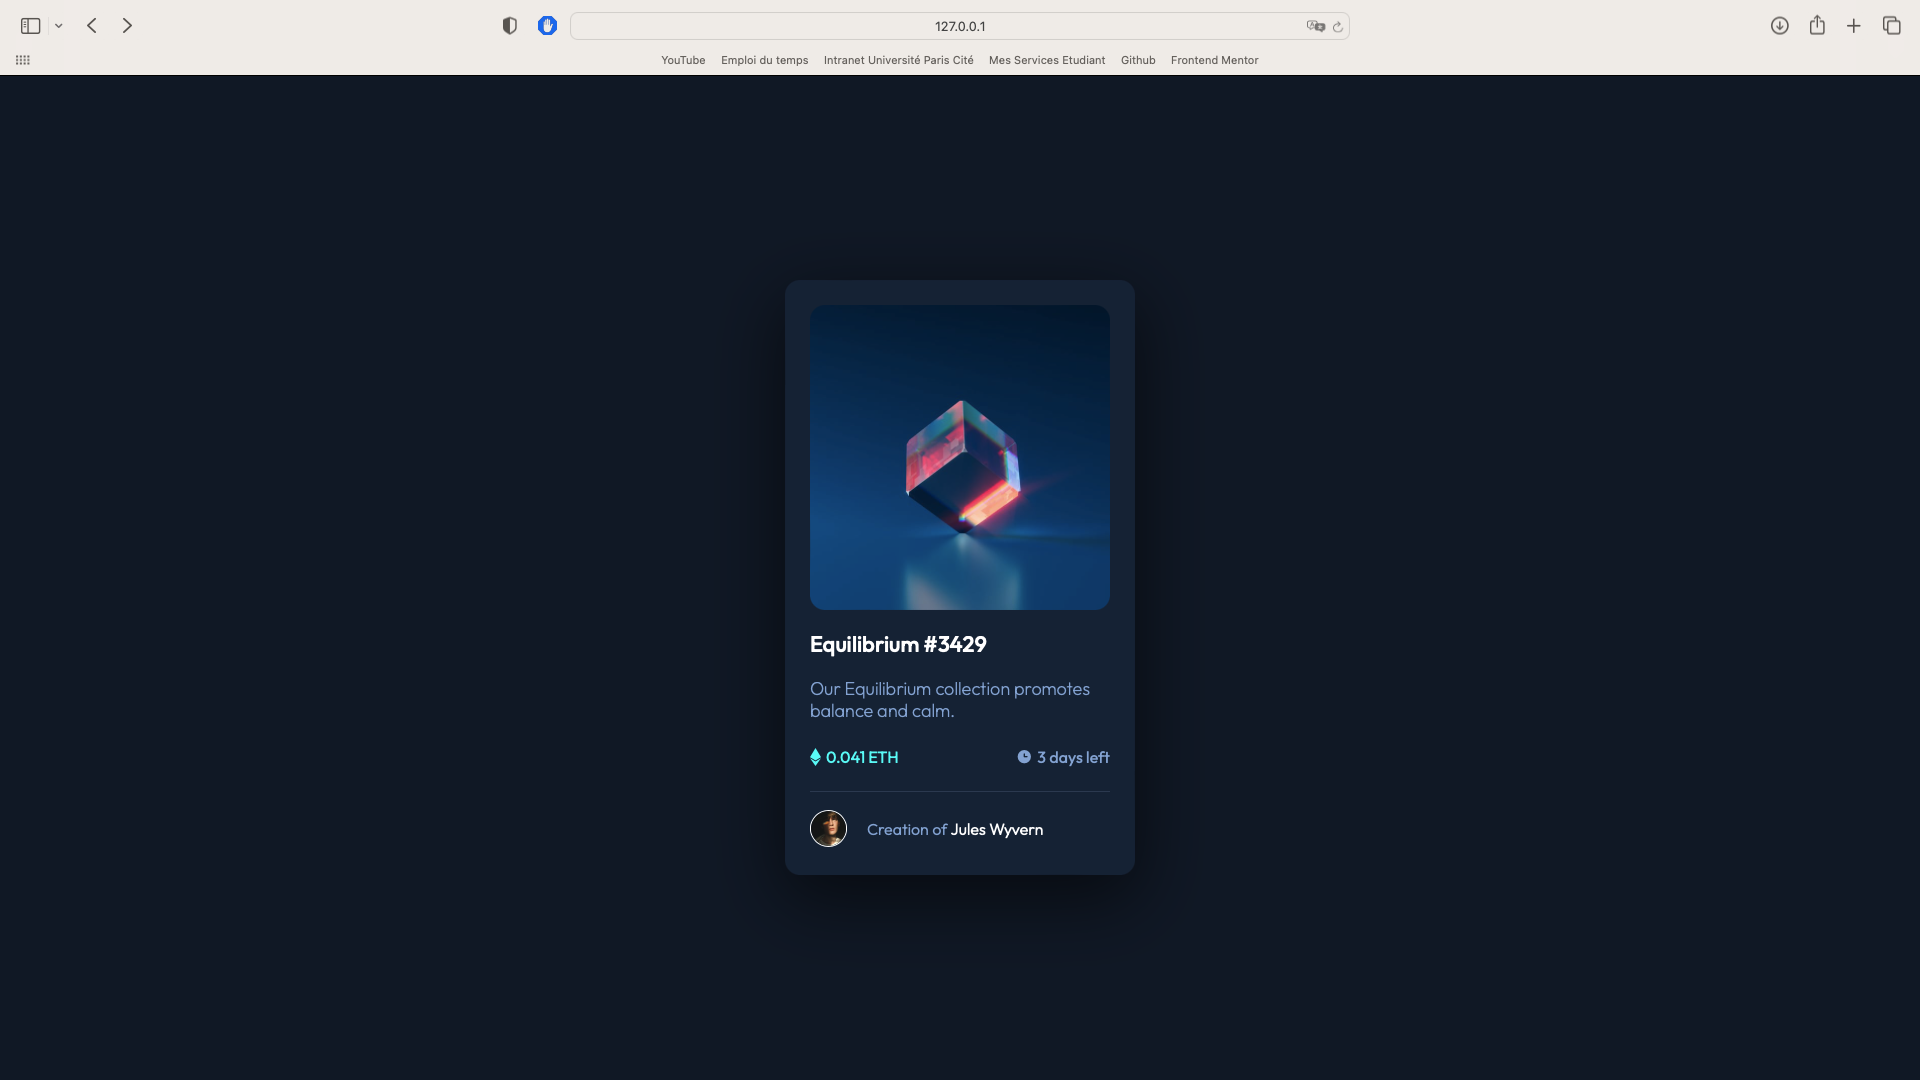 127.0.0.1
YouTube Emploi du temps Intranet Université Paris Cité Mes Services Etudiant Github Frontend Mentor
Equilibrium #3429
Our Equilibrium collection promotes
balance and calm.
0.041 ETH 3 days left
Creation of Jules Wyvern